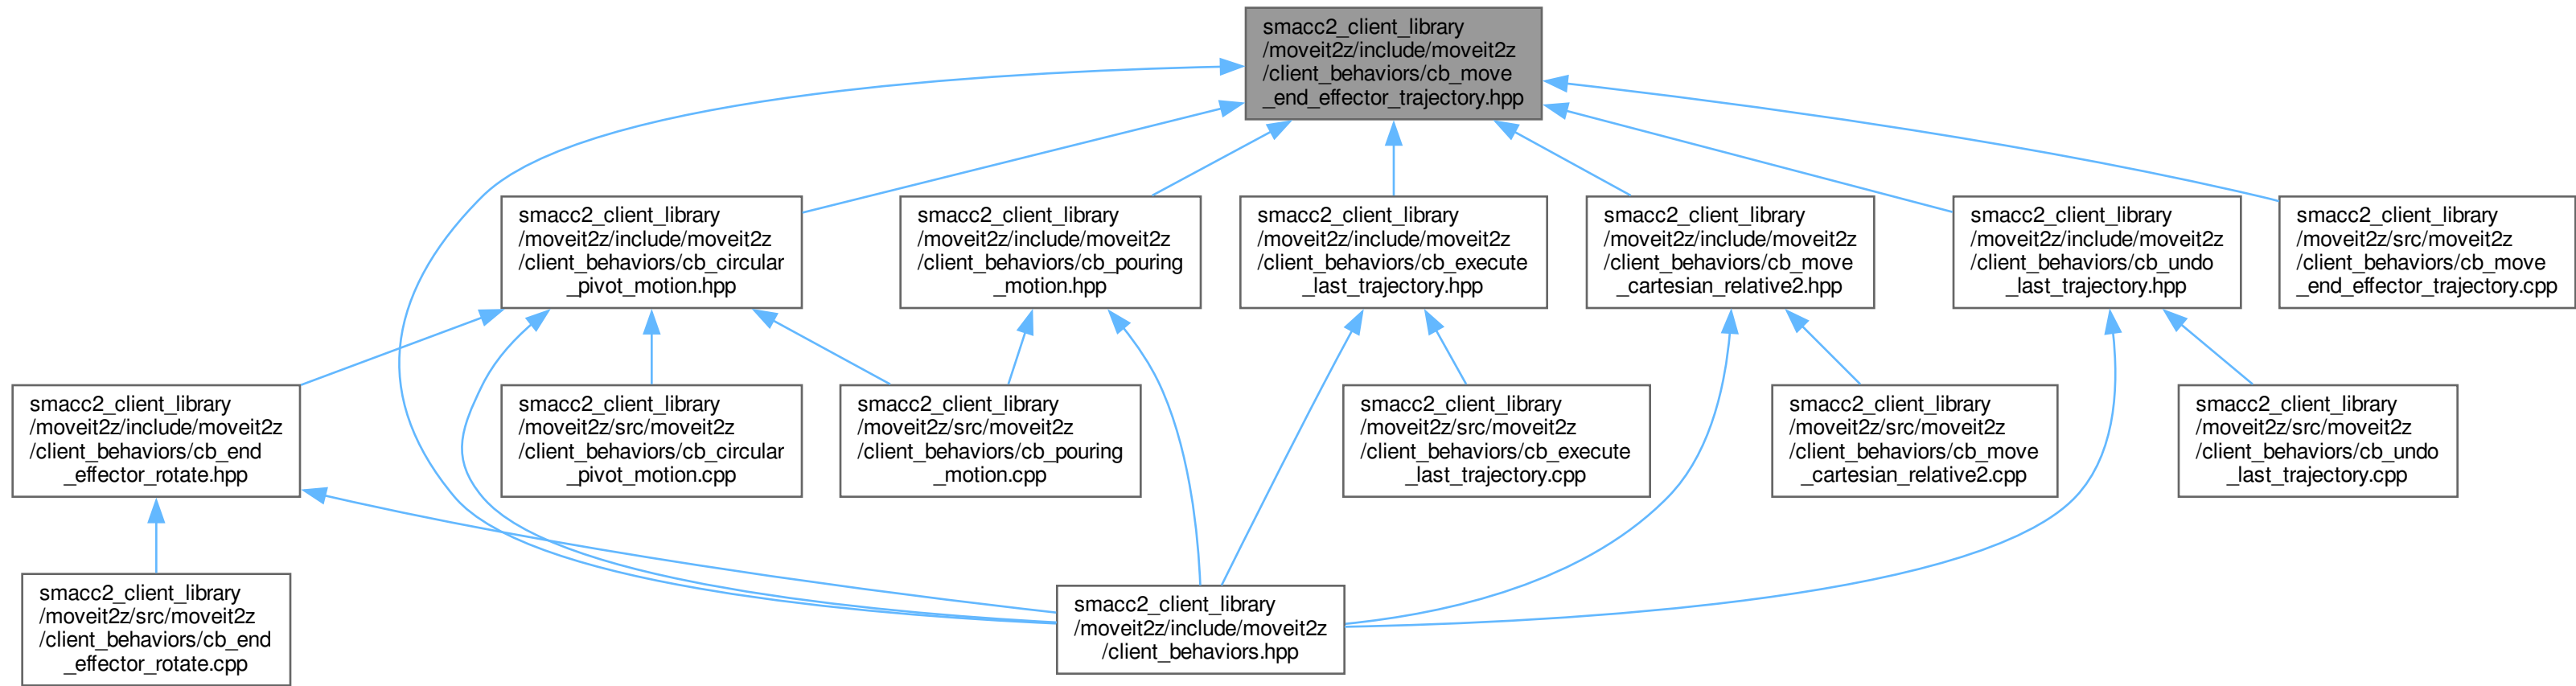 smacc2_client_library
/moveit2z/include/moveit2z
/client_behaviors/cb_move
_end_effector_trajectory.hpp
smacc2_client_library
/moveit2z/include/moveit2z
/client_behaviors/cb_circular
_pivot_motion.hpp
smacc2_client_library
/moveit2z/include/moveit2z
/client_behaviors/cb_pouring
_motion.hpp
smacc2_client_library
/moveit2z/include/moveit2z
/client_behaviors/cb_execute
_last_trajectory.hpp
smacc2_client_library
/moveit2z/include/moveit2z
/client_behaviors/cb_move
_cartesian_relative2.hpp
smacc2_client_library
/moveit2z/include/moveit2z
/client_behaviors/cb_undo
_last_trajectory.hpp
smacc2_client_library
/moveit2z/src/moveit2z
/client_behaviors/cb_move
_end_effector_trajectory.cpp
smacc2_client_library
/moveit2z/include/moveit2z
/client_behaviors/cb_end
_effector_rotate.hpp
smacc2_client_library
/moveit2z/src/moveit2z
/client_behaviors/cb_circular
_pivot_motion.cpp
smacc2_client_library
/moveit2z/src/moveit2z
/client_behaviors/cb_pouring
_motion.cpp
smacc2_client_library
/moveit2z/src/moveit2z
/client_behaviors/cb_execute
_last_trajectory.cpp
smacc2_client_library
/moveit2z/src/moveit2z
/client_behaviors/cb_move
_cartesian_relative2.cpp
smacc2_client_library
/moveit2z/src/moveit2z
/client_behaviors/cb_undo
_last_trajectory.cpp
smacc2_client_library
/moveit2z/src/moveit2z
/client_behaviors/cb_end
_effector_rotate.cpp
smacc2_client_library
/moveit2z/include/moveit2z
/client_behaviors.hpp